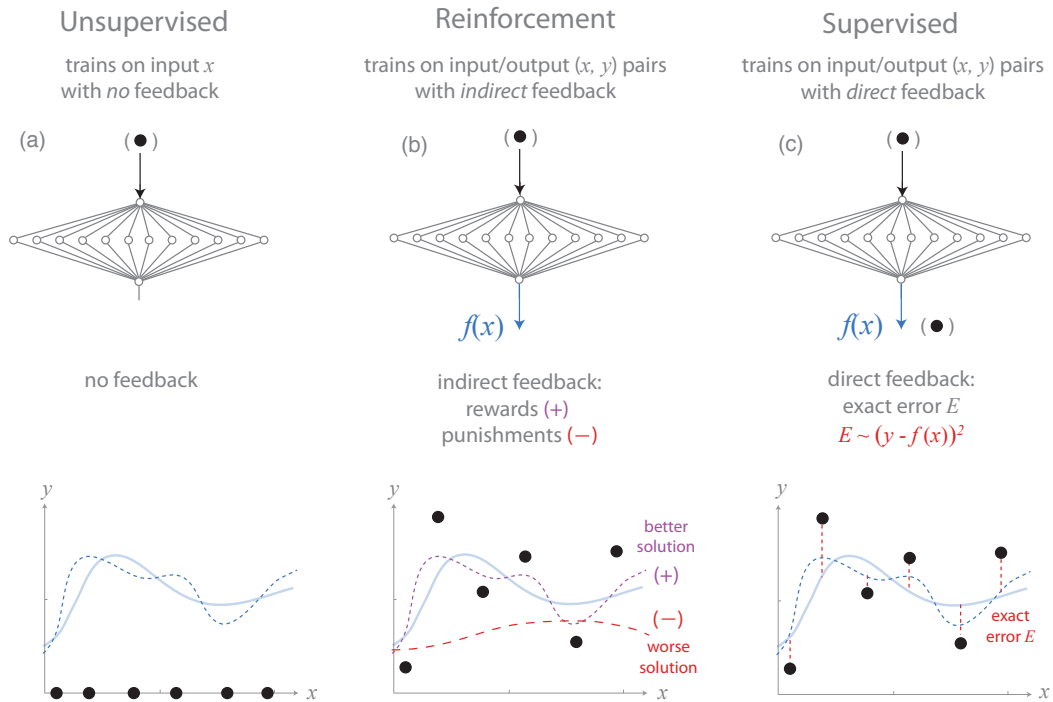 Unsupervised
trains on input x
with no feedback
(a)
( )
no feedback
y
x
Reinforcement
trains on input/output (x, y) pairs
with indirect feedback
(b)
( )
f(x)
indirect feedback:
rewards (+)
punishments (−)
y
better
solution
(+)
(−)
worse
solution
x
Supervised
trains on input/output (x, y) pairs
with direct feedback
(c)
( )
f(x) ( )
direct feedback:
exact error E
E ~ (y - f (x))²
y
exact
error E
x